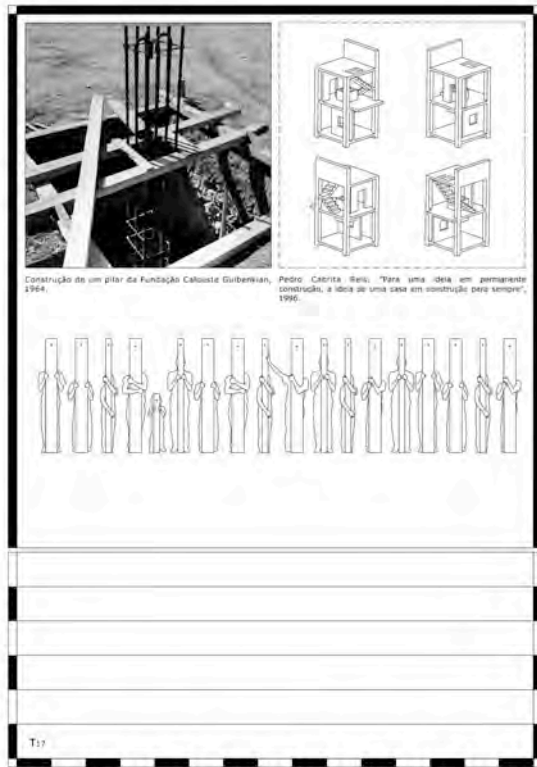 Construção de um pilar da Fundação Calouste Gulbenkian,
1964.
Pedro Cabrita Reis, "Para uma ideia em permanente
construção, a ideia de uma casa em construção para sempre",
1996.
T17